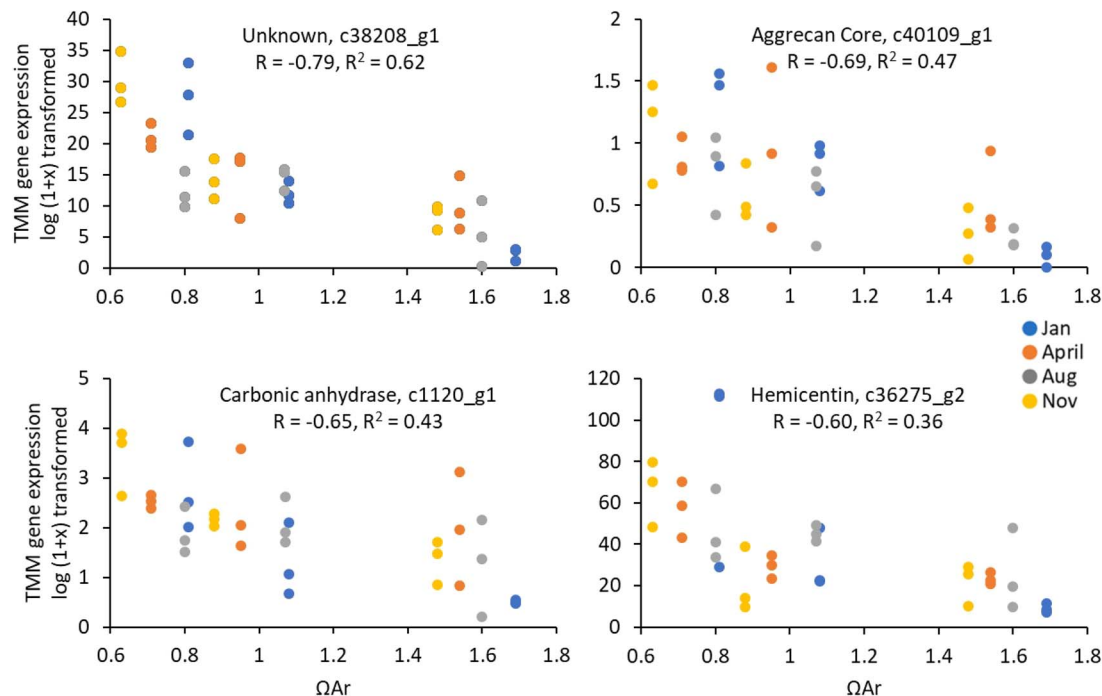 Unknown, c38208_g1
R = -0.79, R² = 0.62
TMM gene expression
log (1+x) transformed
40
35
30
25
20
15
10
5
0
0.6 0.8 1 1.2 1.4 1.6 1.8
Aggrecan Core, c40109_g1
R = -0.69, R² = 0.47
2
1.5
1
0.5
0
0.6 0.8 1 1.2 1.4 1.6 1.8
Jan
April
Aug
Nov
Carbonic anhydrase, c1120_g1
R = -0.65, R² = 0.43
TMM gene expression
log (1+x) transformed
5
4
3
2
1
0
0.6 0.8 1 1.2 1.4 1.6 1.8
ΩAr
Hemicentin, c36275_g2
R = -0.60, R² = 0.36
120
100
80
60
40
20
0
0.6 0.8 1 1.2 1.4 1.6 1.8
ΩAr